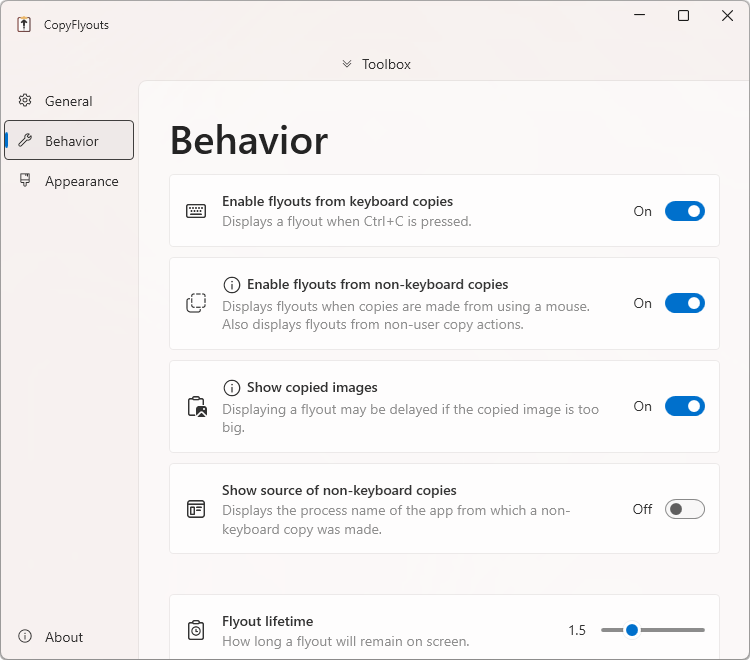 CopyFlyouts
Toolbox
General
Behavior
Appearance
About
Behavior
Enable flyouts from keyboard copies
Displays a flyout when Ctrl+C is pressed.
On
Enable flyouts from non-keyboard copies
Displays flyouts when copies are made from using a mouse.
Also displays flyouts from non-user copy actions.
On
Show copied images
Displaying a flyout may be delayed if the copied image is too
big.
On
Show source of non-keyboard copies
Displays the process name of the app from which a non-
keyboard copy was made.
Off
Flyout lifetime
How long a flyout will remain on screen.
1.5